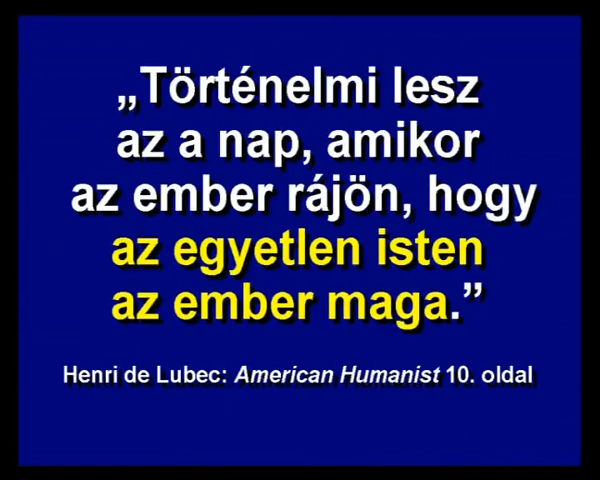 „Történelmi lesz
az a nap, amikor
az ember rájön, hogy
az egyetlen isten
az ember maga.”
Henri de Lubec: American Humanist 10. oldal